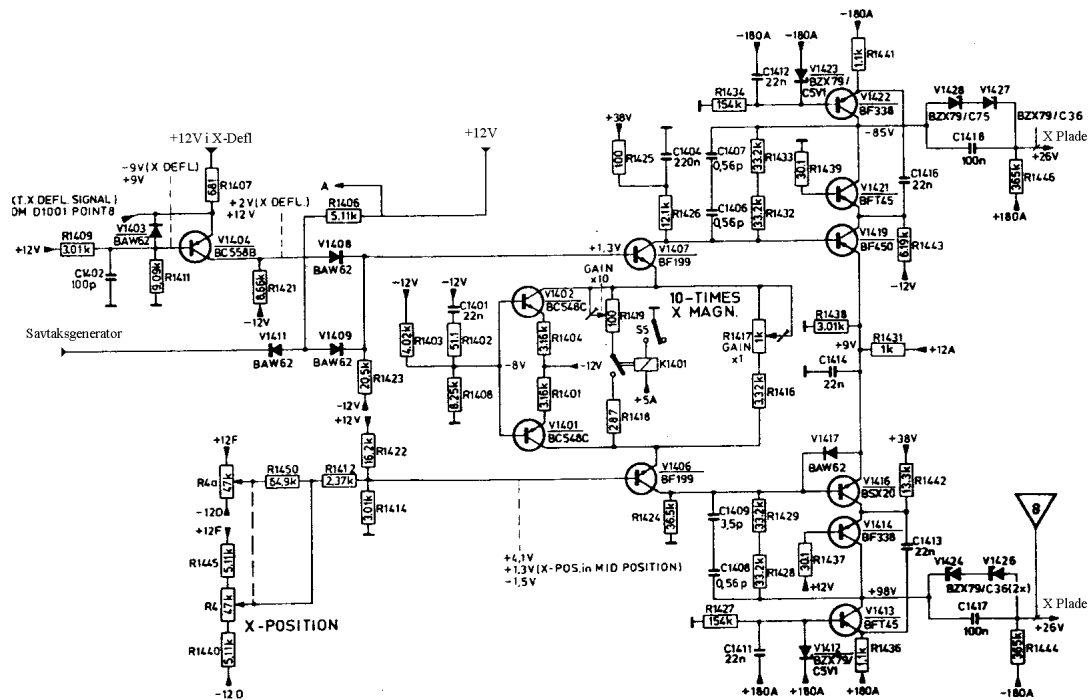 -180A
-180A -180A
R1441
1.1k
C1412
22n
V1423
BZX79/
C5V1
R1434
154k
V1422
BF338
V1428 V1427
BZX79/C75
BZX79/C36
X Plade
+26V
C1418
100n
R1446
365k
+180A
-85V
+38V
R1425
100
C1404
220n
C1407
0,56p
R1433
33.2k
R1439
30.1
V1421
BFT45
C1416
22n
R1426
12.1k
C1406
0,56p
R1432
33.2k
V1419
BF450
R1443
6.19k
-12V
+12V i X-Defl
+12V
-9V(X DEFL)
+9V
R1407
681
A
R1406
5.11k
(T.X DEFL.SIGNAL)
OM D1001 POINT8
+2V(X DEFL.)
+12V
V1403
BAW62
+12V
R1409
3.01k
V1404
BC558B
V1408
BAW62
+1,3V
V1407
BF199
C1402
100p
R1411
9.09k
R1421
8.66k
-12V
GAIN
x10
10-TIMES
X MAGN.
-12V
-12V
C1401
22n
V1402
BC548C
R1419
100
S5
R1417
1k
GAIN
x1
R1438
3.01k
R1431
1k
+12A
+9V
Savtaksgenerator
V1411
BAW62
V1409
BAW62
R1403
4.02k
R1402
51.1
R1404
3.16k
-8V
-12V
K1401
+5A
C1414
22n
R1423
20.5k
-12V
R1408
8.25k
R1401
3.16k
R1418
28.7
R1416
3.32k
V1401
BC548C
+12V
R1422
16.2k
V1417
BAW62
+38V
R1442
13.3k
+12F
R4a
47k
-12D
R1450
64,9k
R1412
2.37k
V1406
BF199
V1416
BSX20
R1414
3.01k
R1424
36.5k
C1409
3,5p
R1429
33.2k
V1414
BF338
8
+12F
R1445
5.11k
+4,1V
+1.3V(X-POS.in MID POSITION)
-1,5V
C1408
0,56p
R1428
33.2k
R1437
30.1
+12V
C1413
22n
V1424 V1426
BZX79/C36(2x)
R4
47k
X-POSITION
+98V
C1417
100n
X Plade
+26V
R1427
154k
V1413
BFT45
R1440
5.11k
-12D
C1411
22n
V1412
BZX79/
C5V1
R1436
1.1k
R1444
365k
+180A +180A +180A
-180A